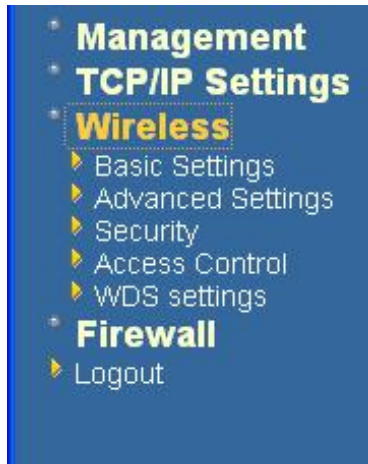 Management
TCP/IP Settings
Wireless
Basic Settings
Advanced Settings
Security
Access Control
WDS settings
Firewall
Logout